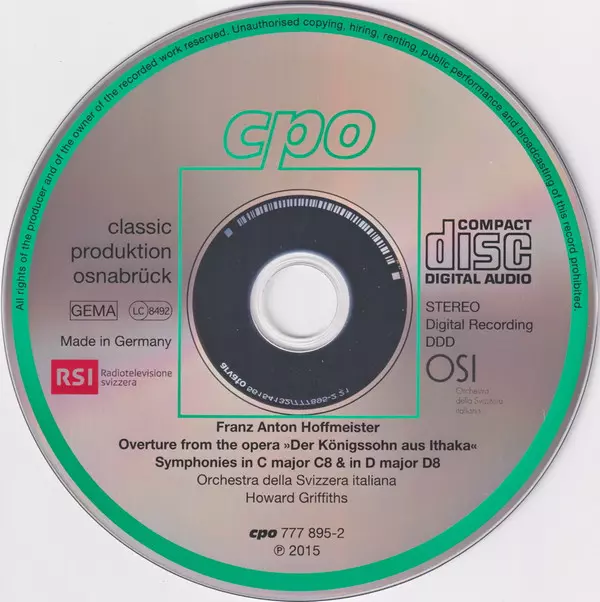 All rights of the producer and of the owner of the recorded work reserved. Unauthorised copying, hiring, renting, public performance and broadcasting of this record prohibited.
cpo
classic
produktion
osnabrück
GEMA LC 8492
Made in Germany
RSI Radiotelevisione
svizzera
COMPACT
disc
DIGITAL AUDIO
STEREO
Digital Recording
DDD
OSI
Orchestra
della Svizzera
italiana
Franz Anton Hoffmeister
Overture from the opera »Der Königssohn aus Ithaka«
Symphonies in C major C8 & in D major D8
Orchestra della Svizzera italiana
Howard Griffiths
cpo 777 895-2
℗ 2015